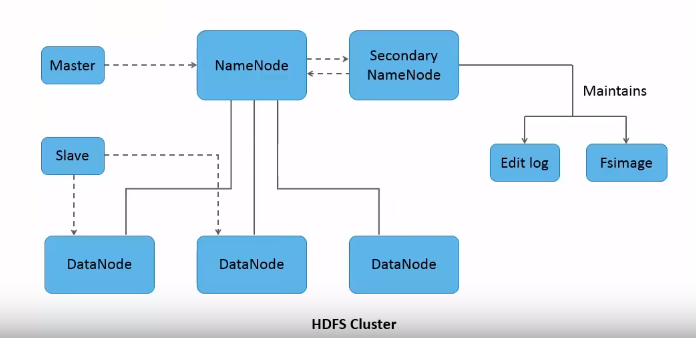 Master
NameNode
Secondary
NameNode
Maintains
Slave
Edit log
Fsimage
DataNode
DataNode
DataNode
HDFS Cluster